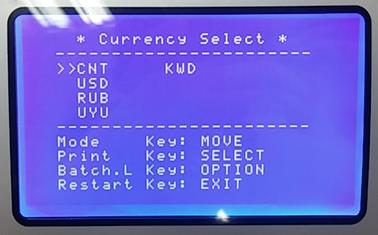 * Currency Select *
------------------------------
>>CNT KWD
USD
RUB
UYU
------------------------------
Mode Key: MOVE
Print Key: SELECT
Batch.L Key: OPTION
Restart Key: EXIT